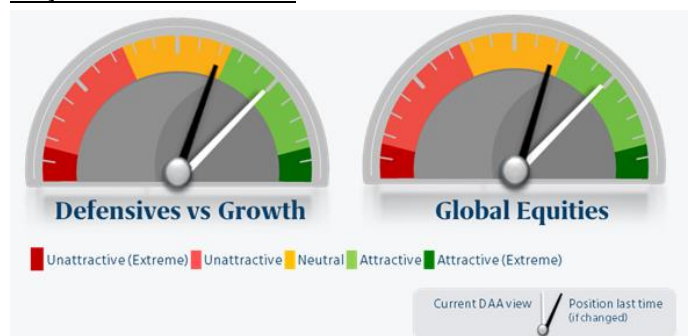 Defensives vs Growth
Global Equities
Unattractive (Extreme) Unattractive Neutral Attractive Attractive (Extreme)
Current DAA view
Position last time
(if changed)